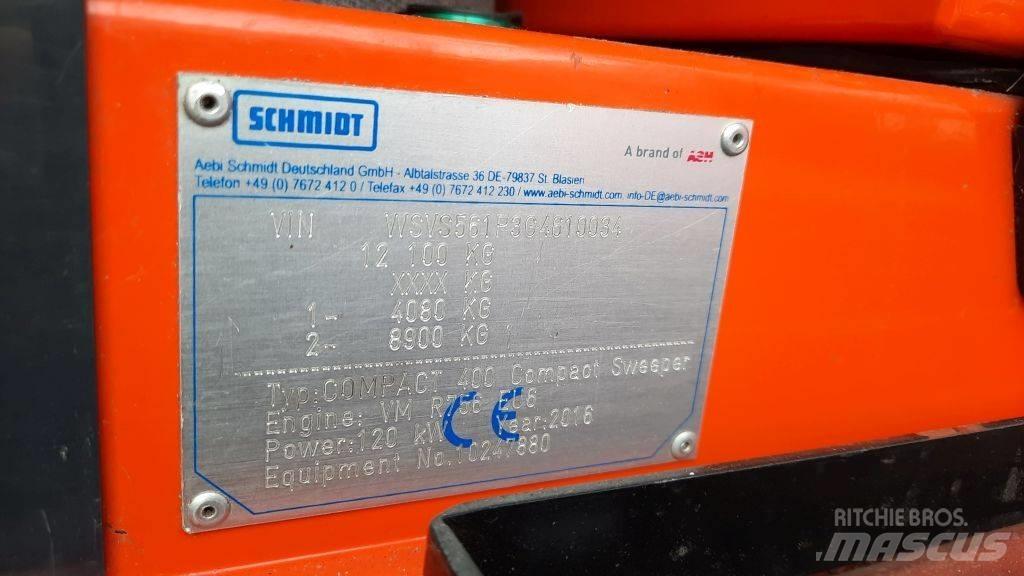 SCHMIDT
A brand of ASH
Aebi Schmidt Deutschland GmbH - Albtalstrasse 36 DE-79837 St. Blasien
Telefon +49 (0) 7672 412 0 / Telefax +49 (0) 7672 412 230 / www.aebi-schmidt.com info-DE@aebi-schmidt.com
VIN
12 100 KG
XXXX KG
1- 4080 KG
2- 8900 KG
Typ:COMPACT 400 Compact Sweeper
Engine: VM R756 EU6
Power:120 kW Year:2016
Equipment No.
CE
RITCHIE BROS.
MASCUS